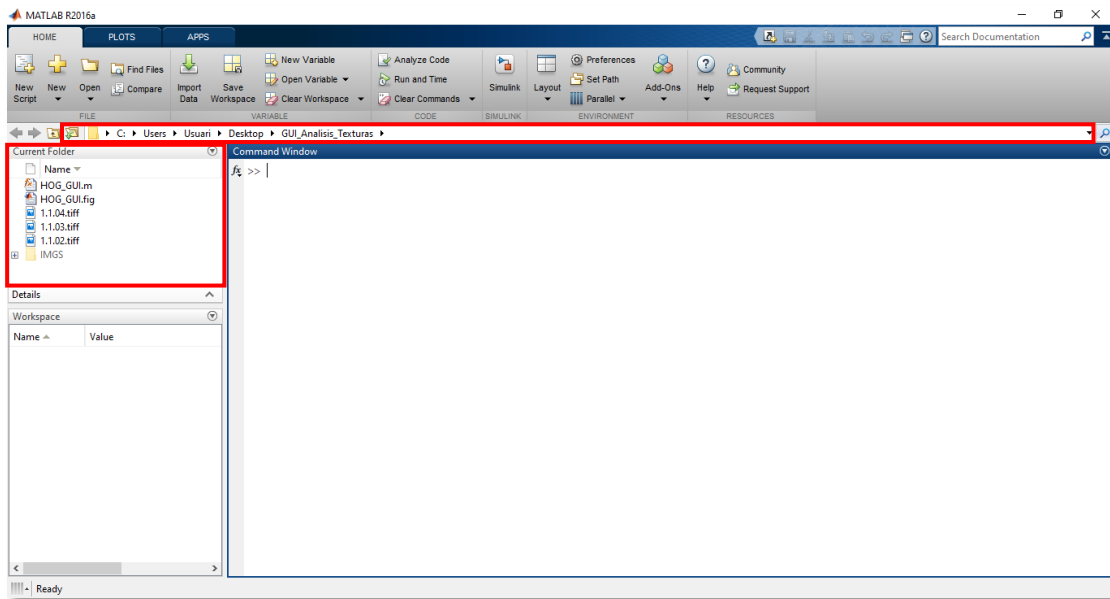 MATLAB R2016a
HOME PLOTS APPS
Search Documentation
New Script
New
Open
Find Files
Compare
Import Data
Save Workspace
New Variable
Open Variable
Clear Workspace
Analyze Code
Run and Time
Clear Commands
Simulink
Layout
Preferences
Set Path
Parallel
Add-Ons
Help
Community
Request Support
FILE VARIABLE CODE SIMULINK ENVIRONMENT RESOURCES
C: Users Usuari Desktop GUI_Analisis_Texturas
Current Folder
Name
HOG_GUI.m
HOG_GUI.fig
1.1.04.tiff
1.1.03.tiff
1.1.02.tiff
IMGS
Details
Workspace
Name Value
Command Window
fx >>
Ready